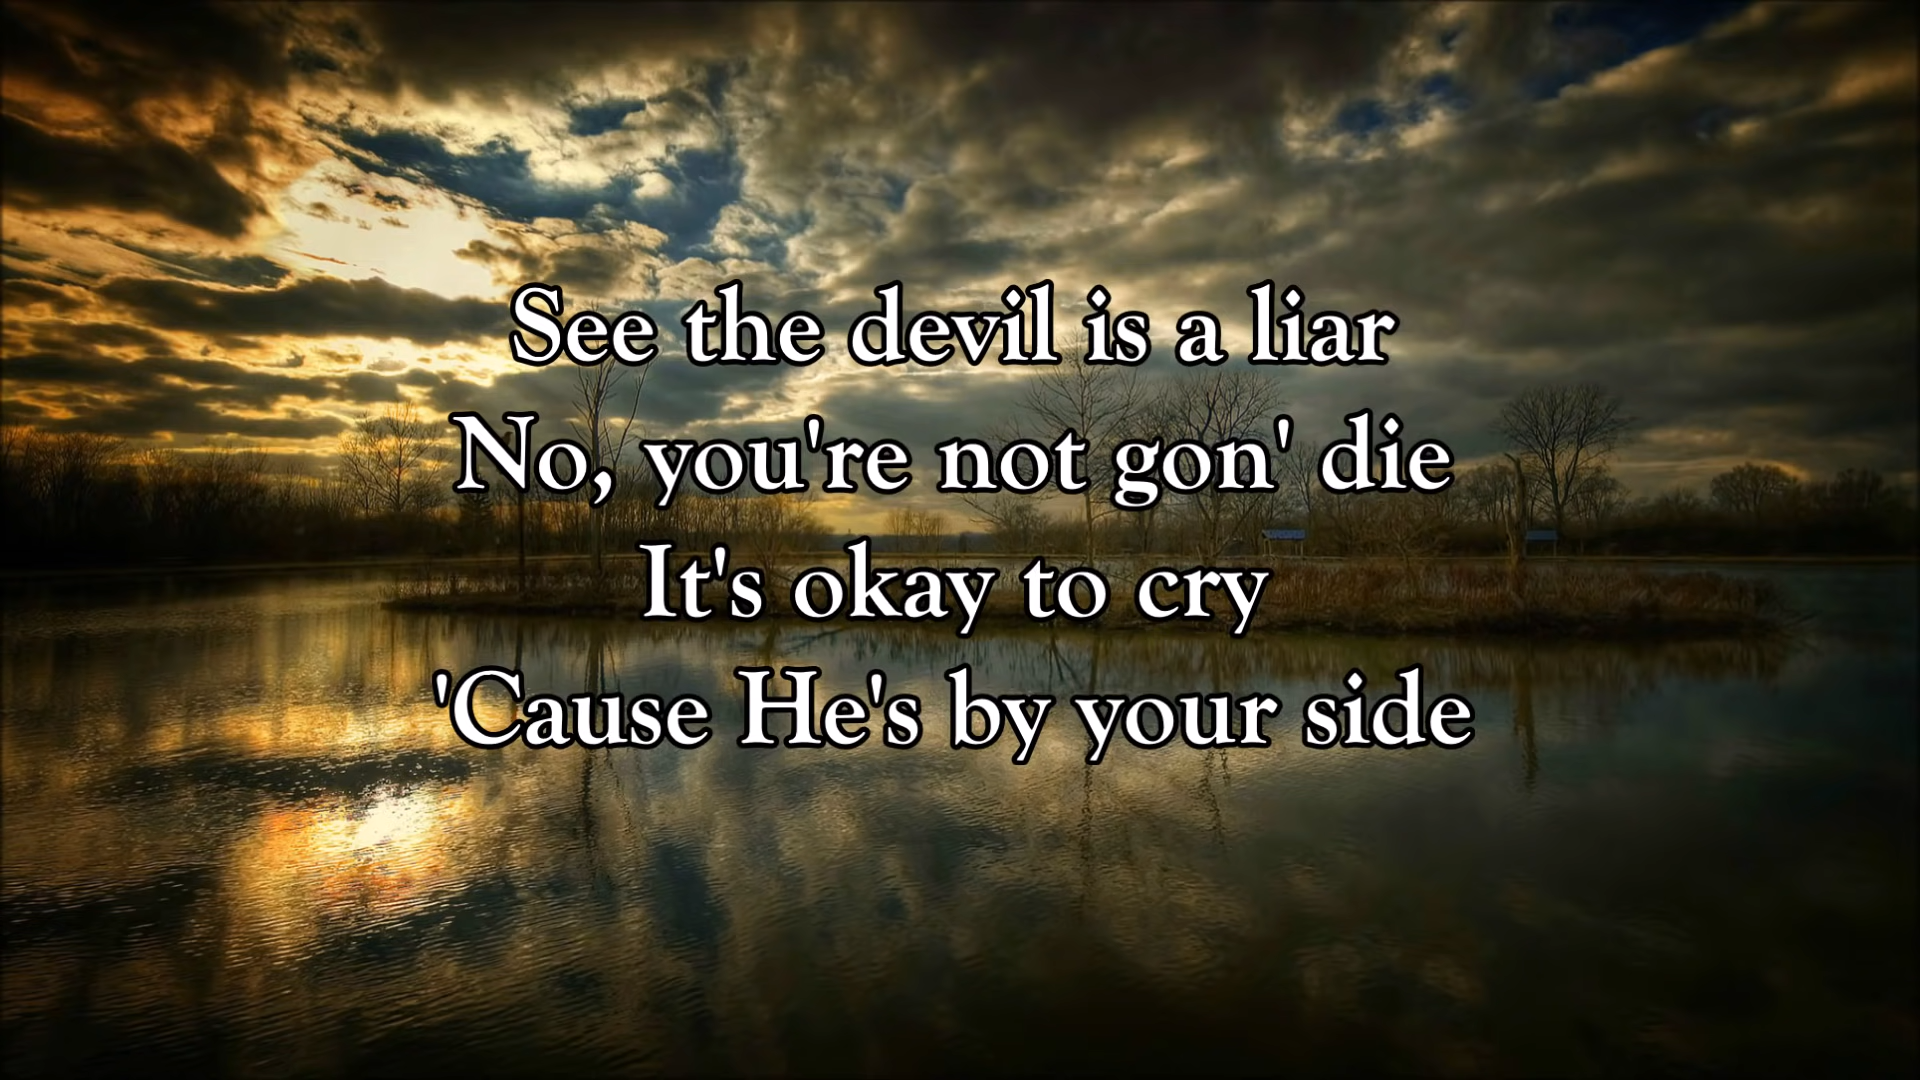 See the devil is a liar
No, you're not gon' die
It's okay to cry
'Cause He's by your side